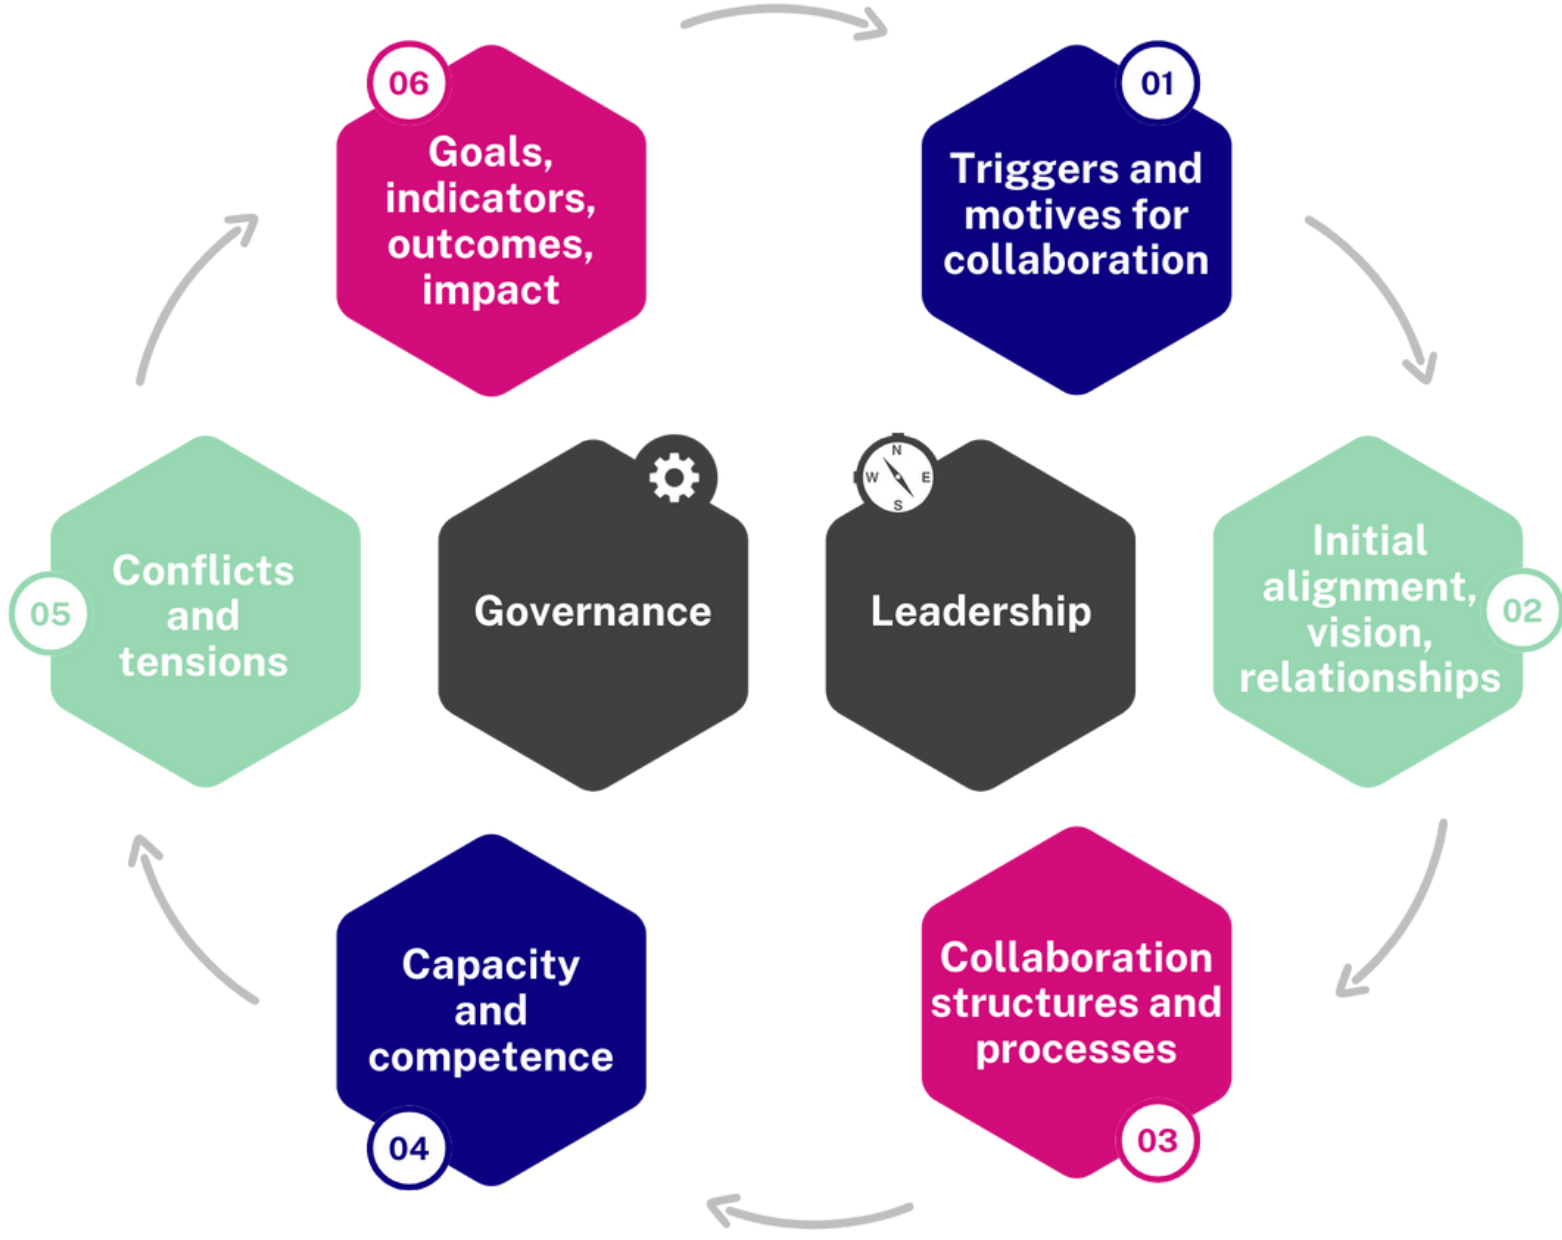 06
Goals,
indicators,
outcomes,
impact
01
Triggers and
motives for
collaboration
05
Conflicts
and
tensions
Governance
N
W
E
S
Leadership
Initial
alignment,
vision,
relationships
02
Capacity
and
competence
04
Collaboration
structures and
processes
03